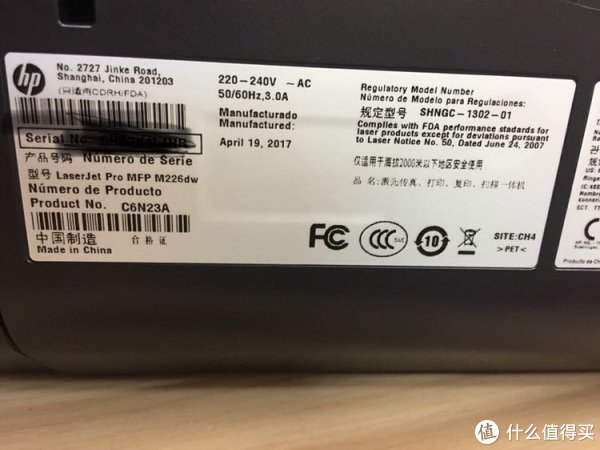 hp
No. 2727 Jinke Road,
Shanghai, China 201203
(只适用CDRH/FDA)
Serial No.
产品号码 Número de Serie
型号 LaserJet Pro MFP M226dw
Número de Producto
Product No. C6N23A
中国制造 合格证
Made in China
220-240V ~AC
50/60Hz,3.0A
Manufacturado
Manufactured:
April 19, 2017
Regulatory Model Number
Número de Modelo para Regulaciones:
规定型号 SHNGC-1302-01
Complies with FDA performance stadards for
laser products except for deviations pursuant
to Laser Notice No. 50, Dated June 24, 2007
仅适用于海拔2000米以下地区安全使用
品名: 激光传真、打印、复印、扫描一体机
FC
CCC
10
SITE:CH4
>PET<
值 什么值得买